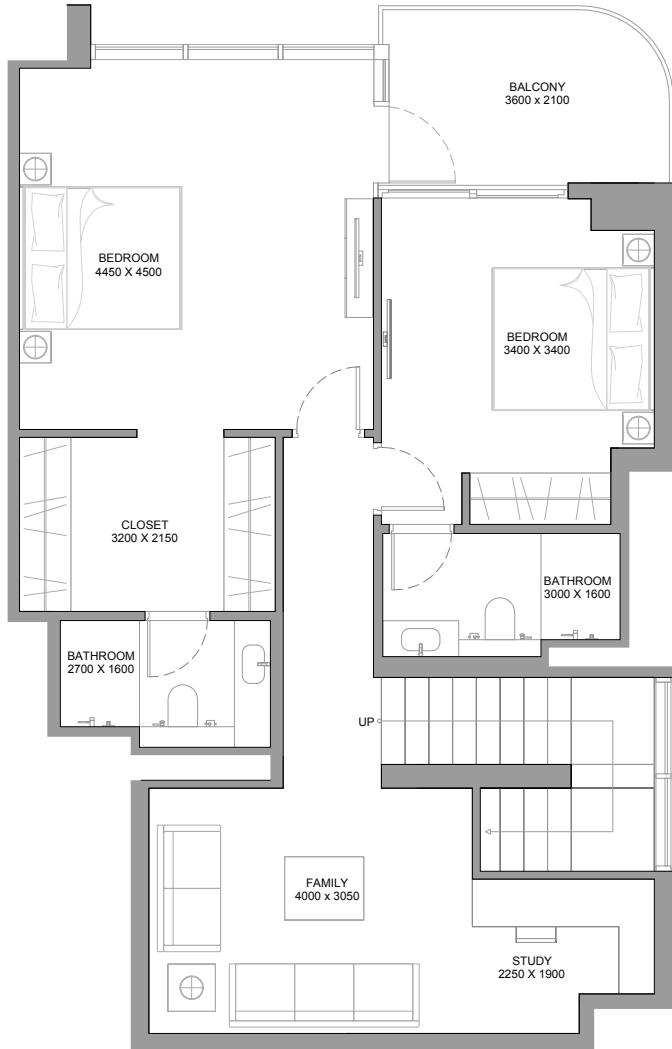 BALCONY
3600 x 2100
BEDROOM
4450 X 4500
BEDROOM
3400 X 3400
CLOSET
3200 X 2150
BATHROOM
3000 X 1600
BATHROOM
2700 X 1600
UP
FAMILY
4000 x 3050
STUDY
2250 X 1900